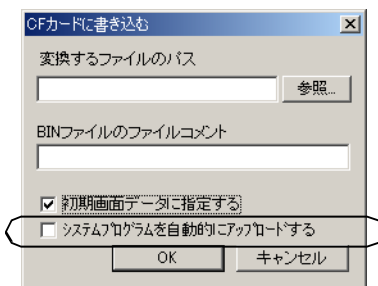 CFカードに書き込む
変換するファイルのパス
参照...
BINファイルのファイルコメント
初期画面データに指定する
システムプログラムを自動的にアップロードする
OK キャンセル